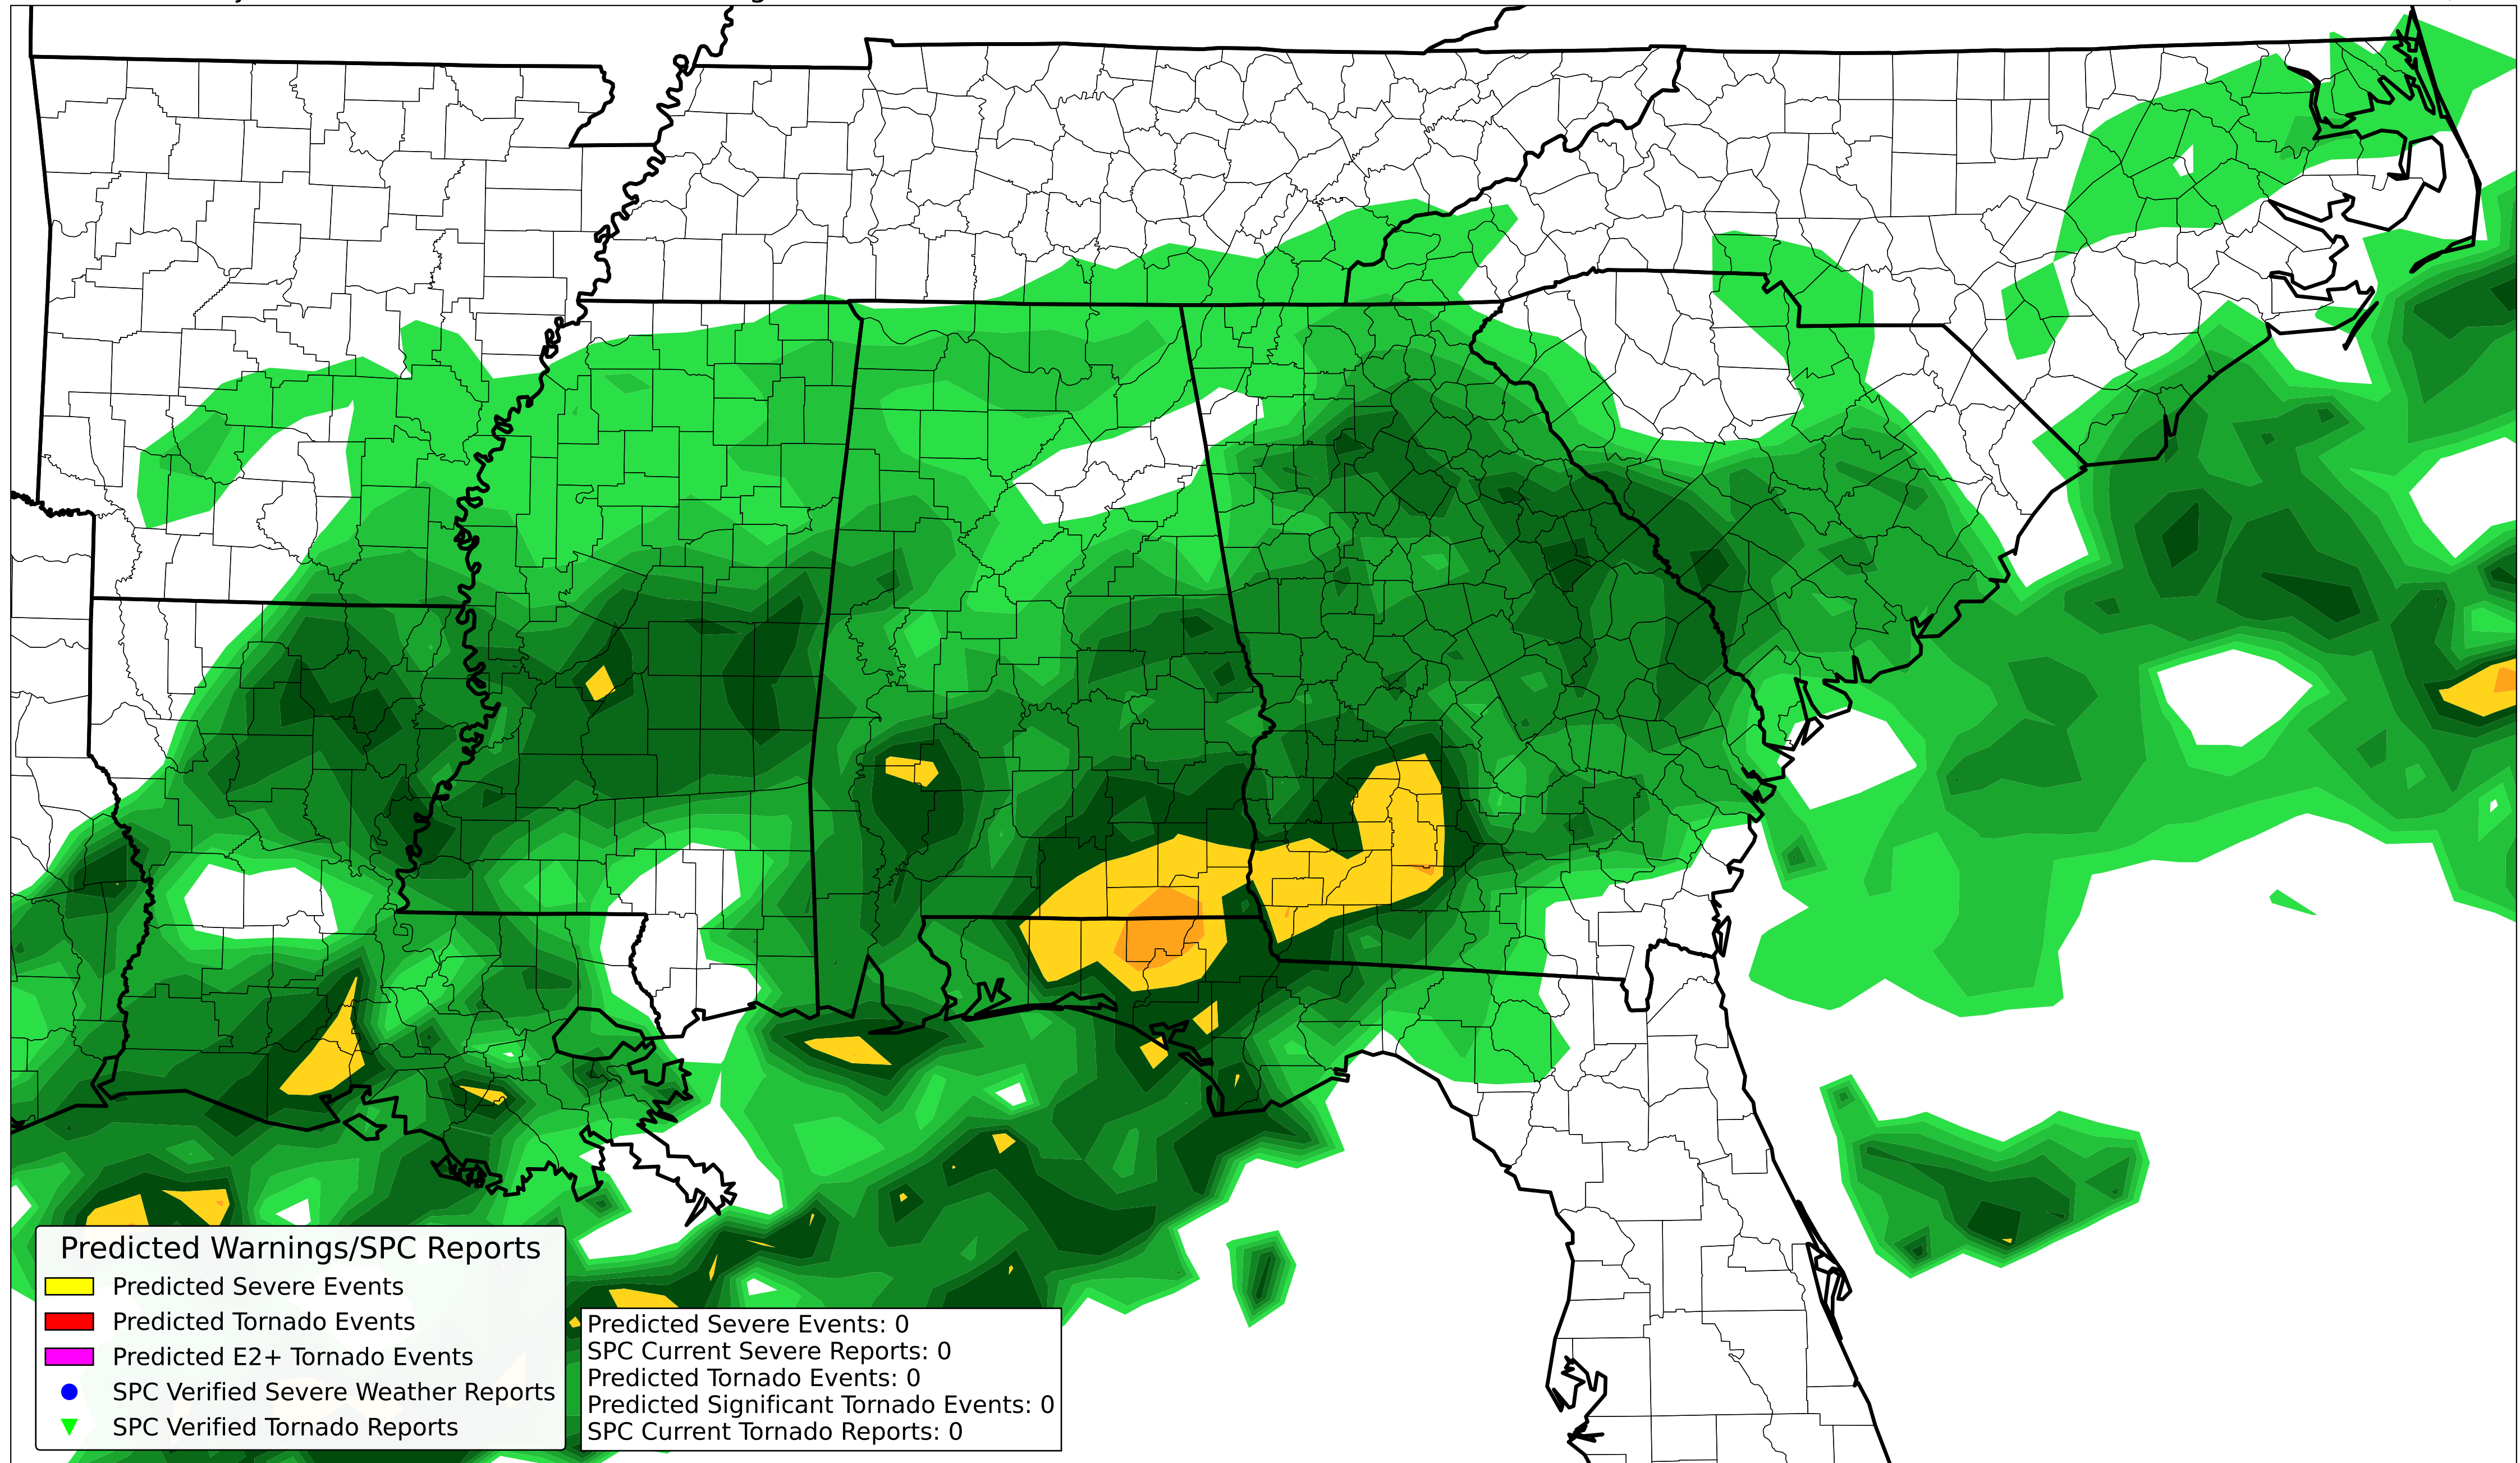 Predicted Warnings/SPC Reports
Predicted Severe Events
Predicted Tornado Events
Predicted E2+ Tornado Events
SPC Verified Severe Weather Reports
SPC Verified Tornado Reports
Predicted Severe Events: 0
SPC Current Severe Reports: 0
Predicted Tornado Events: 0
Predicted Significant Tornado Events: 0
SPC Current Tornado Reports: 0